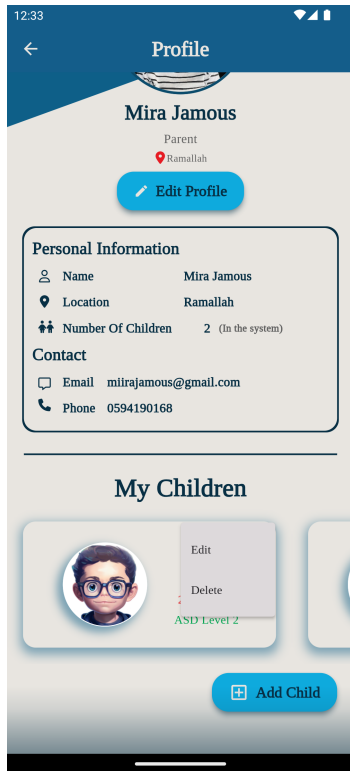 12:33
Profile
Mira Jamous
Parent
Ramallah
Edit Profile
Personal Information
Name Mira Jamous
Location Ramallah
Number Of Children 2 (In the system)
Contact
Email miirajamous@gmail.com
Phone 0594190168
My Children
Edit
Delete
ASD Level 2
Add Child